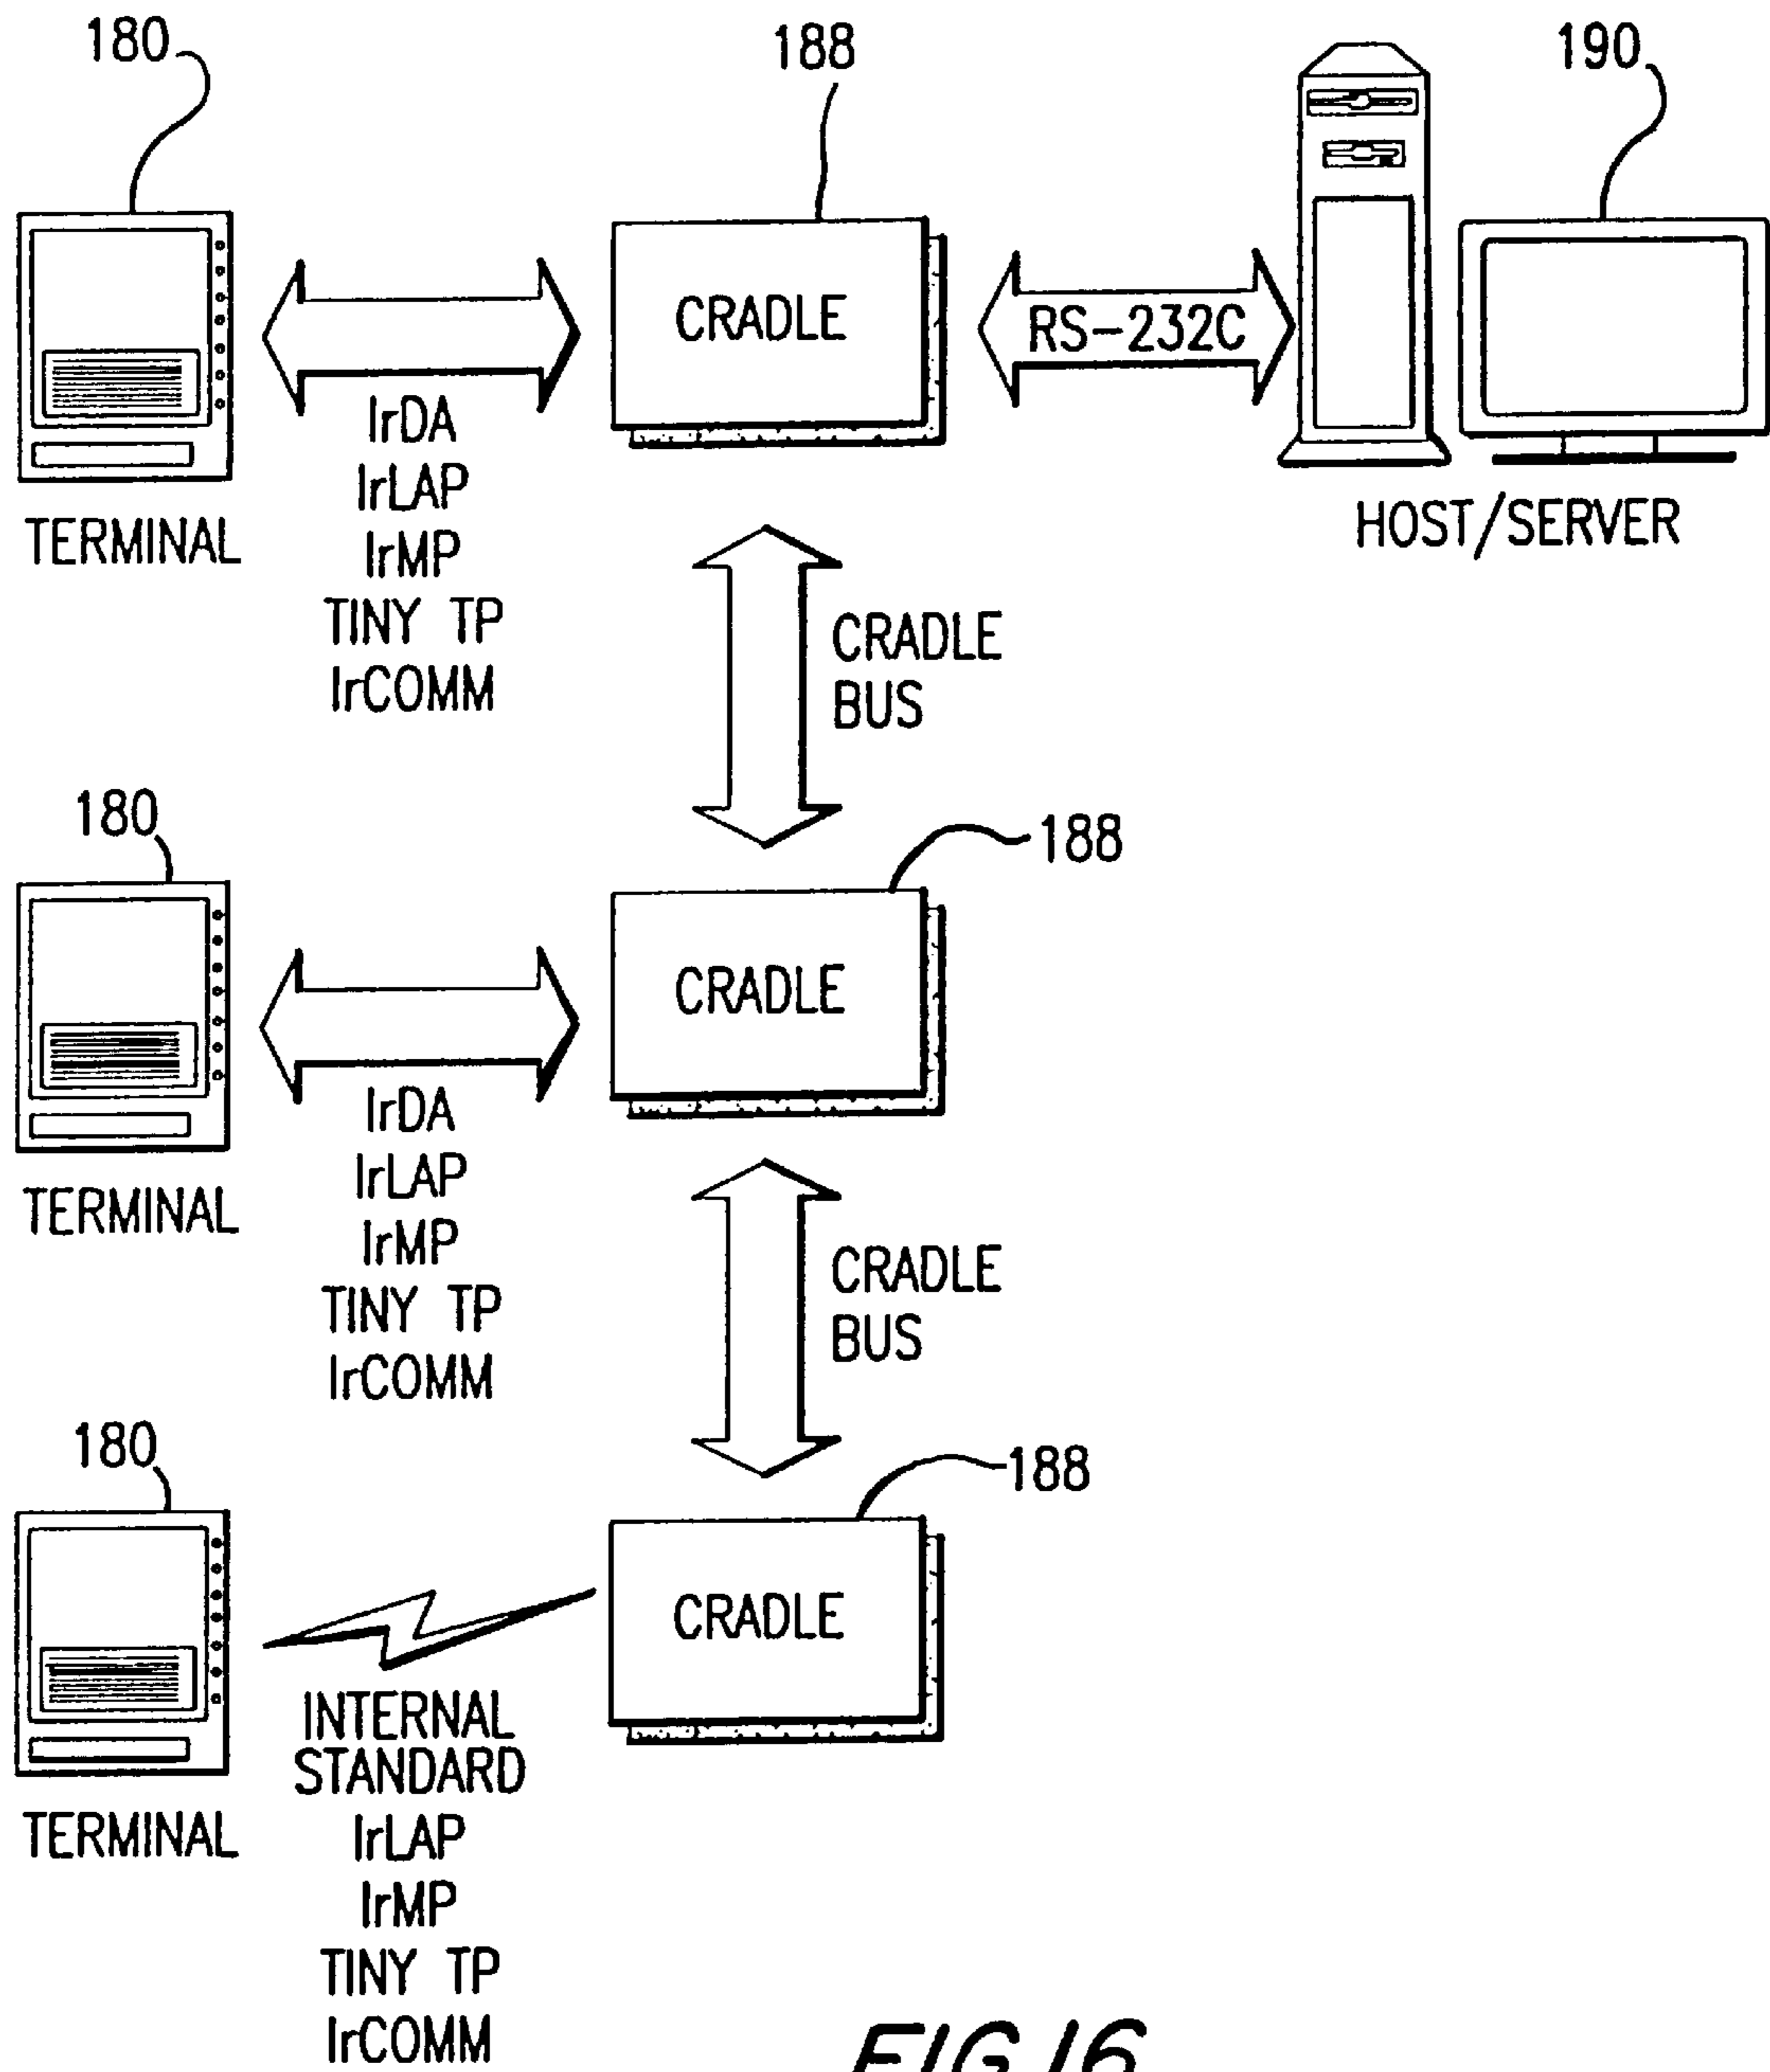 180
188
190
CRADLE
RS-232C
TERMINAL
IrDA
IrLAP
IrMP
TINY TP
IrCOMM
HOST/SERVER
CRADLE
BUS
180
188
CRADLE
TERMINAL
IrDA
IrLAP
IrMP
TINY TP
IrCOMM
CRADLE
BUS
180
188
CRADLE
TERMINAL
INTERNAL
STANDARD
IrLAP
IrMP
TINY TP
IrCOMM
FIG.16